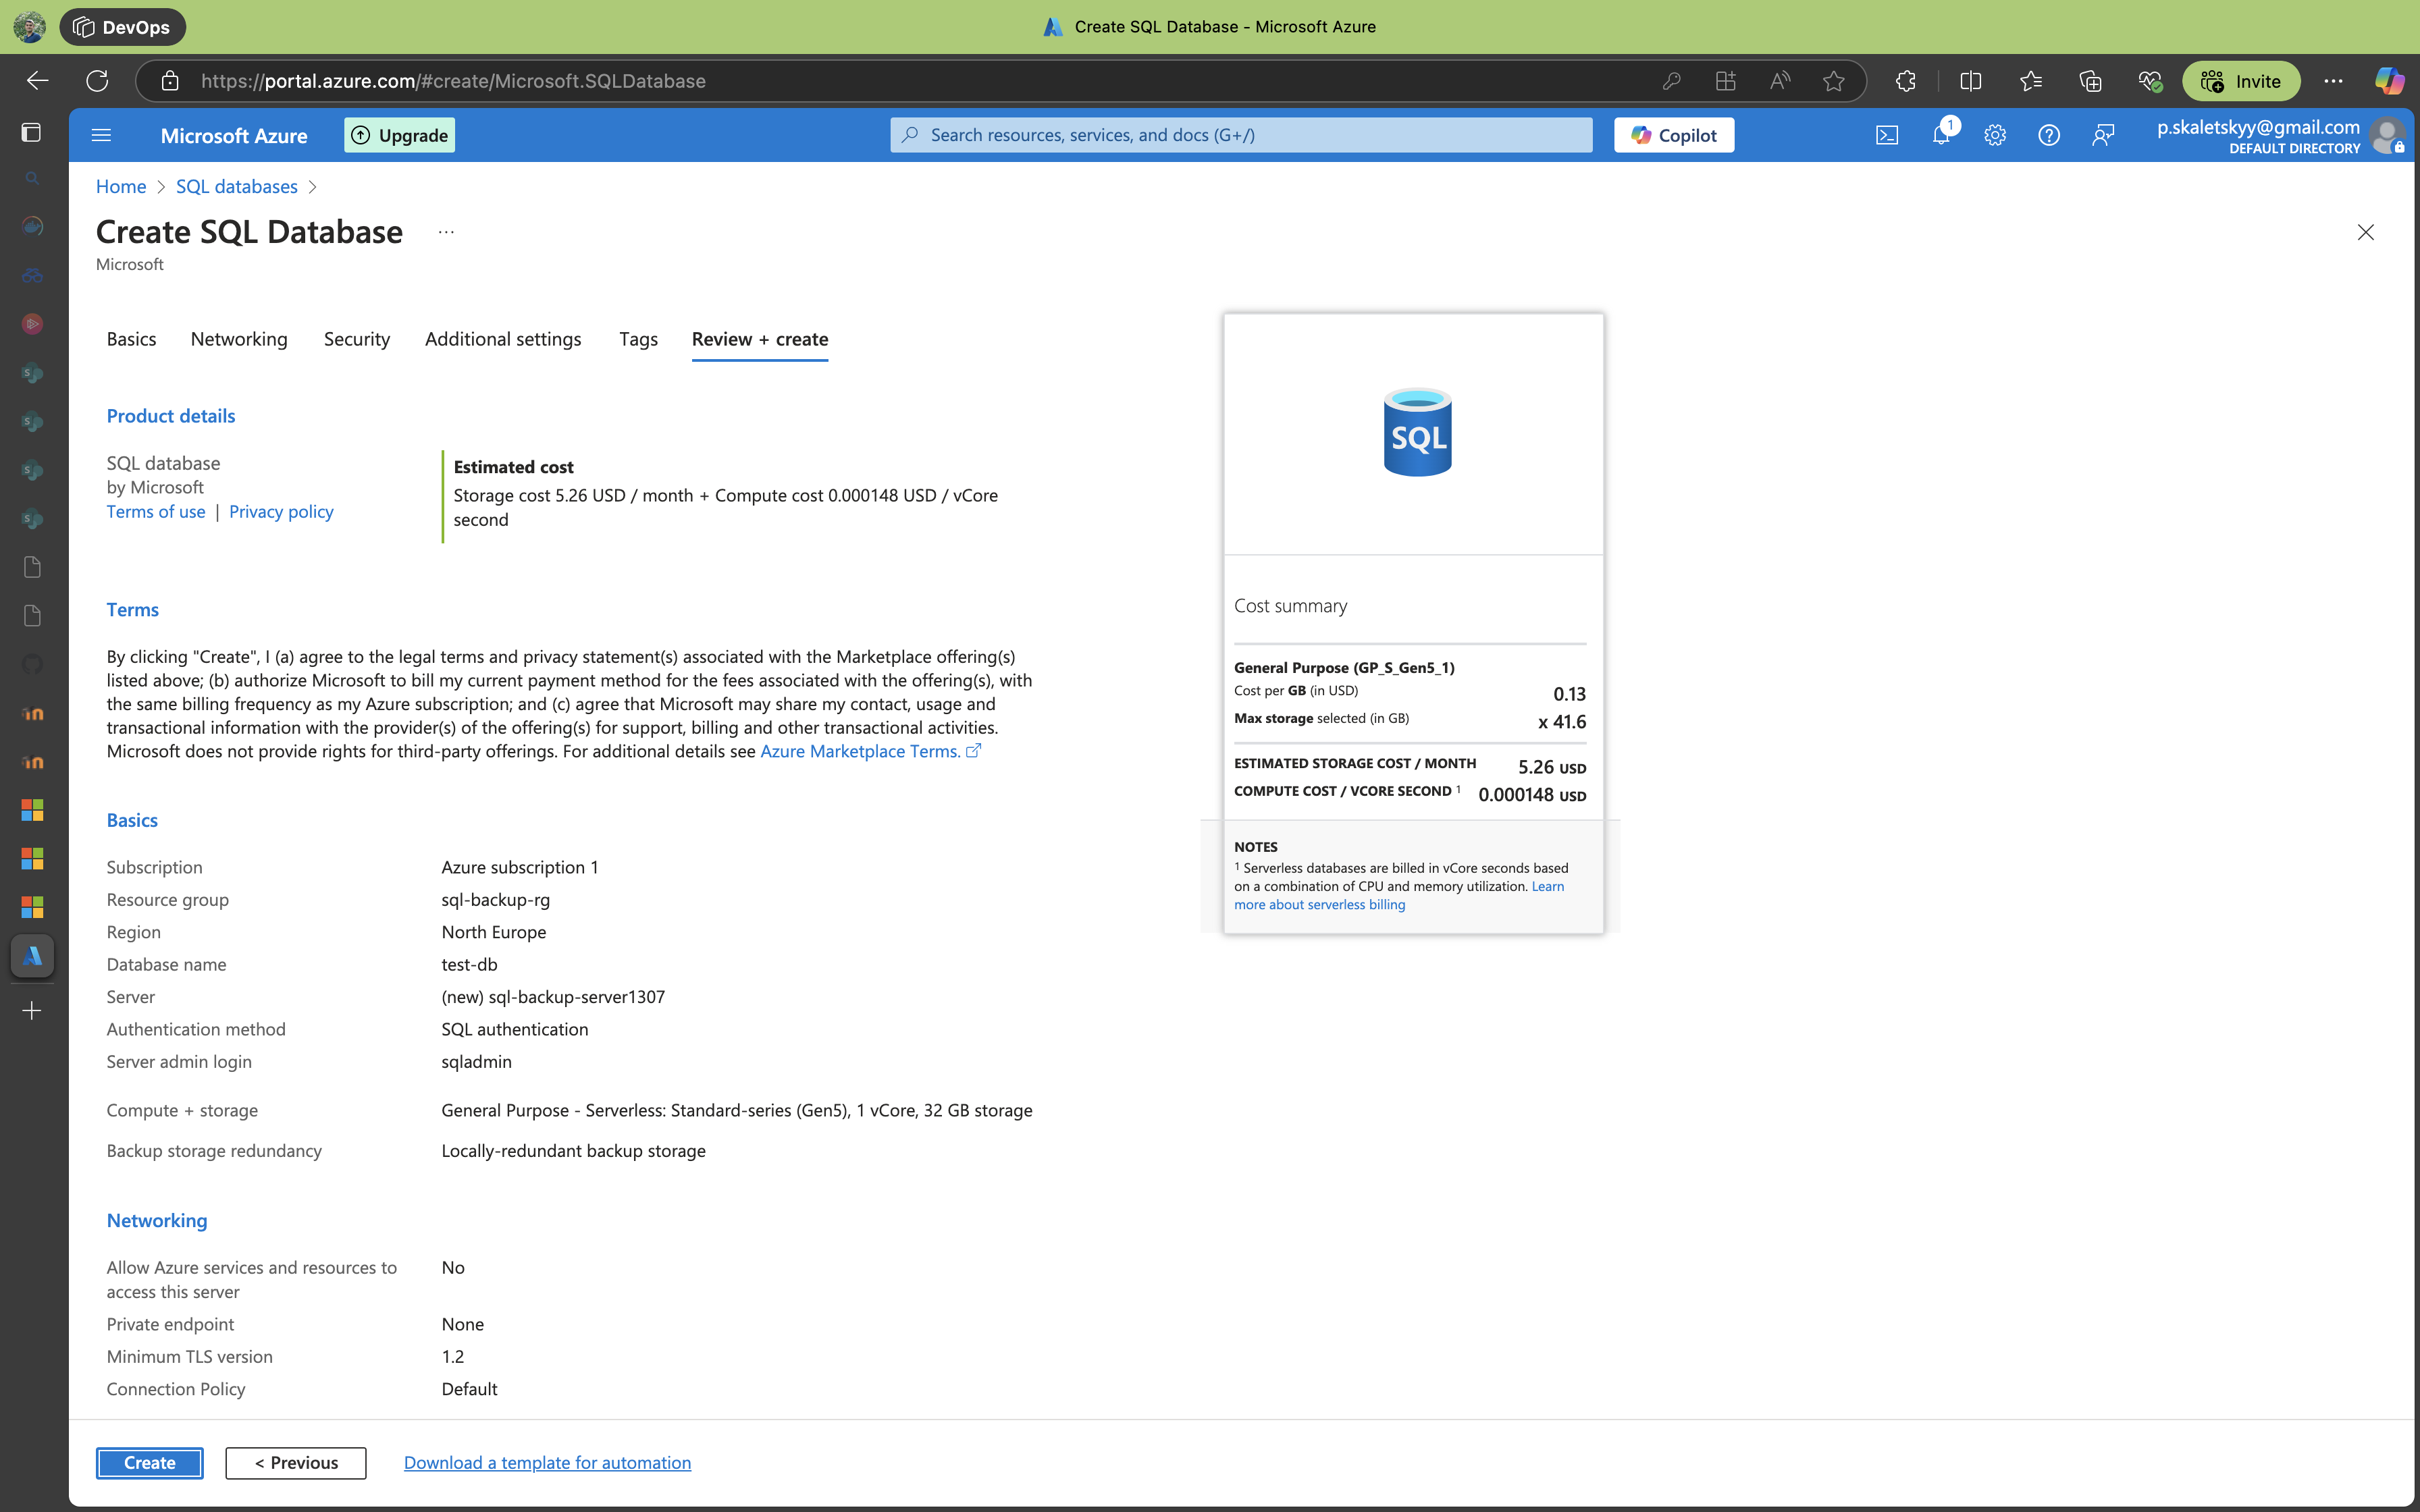 DevOps
Create SQL Database - Microsoft Azure
https://portal.azure.com/#create/Microsoft.SQLDatabase
Invite
Microsoft Azure
Upgrade
Search resources, services, and docs (G+/)
Copilot
1
p.skaletskyy@gmail.com
DEFAULT DIRECTORY
Home > SQL databases >
Create SQL Database ...
Microsoft
Basics Networking Security Additional settings Tags Review + create
Product details
SQL database
by Microsoft
Terms of use | Privacy policy
Estimated cost
Storage cost 5.26 USD / month + Compute cost 0.000148 USD / vCore
second
Terms
By clicking "Create", I (a) agree to the legal terms and privacy statement(s) associated with the Marketplace offering(s)
listed above; (b) authorize Microsoft to bill my current payment method for the fees associated with the offering(s), with
the same billing frequency as my Azure subscription; and (c) agree that Microsoft may share my contact, usage and
transactional information with the provider(s) of the offering(s) for support, billing and other transactional activities.
Microsoft does not provide rights for third-party offerings. For additional details see Azure Marketplace Terms.
Basics
Subscription Azure subscription 1
Resource group sql-backup-rg
Region North Europe
Database name test-db
Server (new) sql-backup-server1307
Authentication method SQL authentication
Server admin login sqladmin
Compute + storage General Purpose - Serverless: Standard-series (Gen5), 1 vCore, 32 GB storage
Backup storage redundancy Locally-redundant backup storage
Networking
Allow Azure services and resources to No
access this server
Private endpoint None
Minimum TLS version 1.2
Connection Policy Default
SQL
Cost summary
General Purpose (GP_S_Gen5_1)
Cost per GB (in USD) 0.13
Max storage selected (in GB) x 41.6
ESTIMATED STORAGE COST / MONTH 5.26 USD
COMPUTE COST / VCORE SECOND 1 0.000148 USD
NOTES
1 Serverless databases are billed in vCore seconds based
on a combination of CPU and memory utilization. Learn
more about serverless billing
Create
< Previous
Download a template for automation